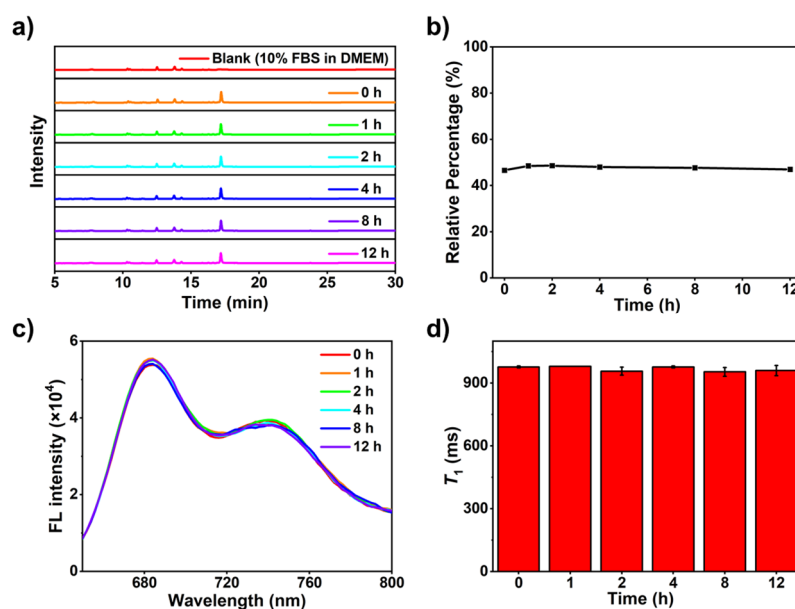 a)
Blank (10% FBS in DMEM)
0 h
1 h
2 h
4 h
8 h
12 h
Intensity
5 10 15 20 25 30
Time (min)
b)
100
80
60
40
20
0
Relative Percentage (%)
0 2 4 6 8 10 12
Time (h)
c)
6
4
2
0
FL intensity (×10⁴)
0 h
1 h
2 h
4 h
8 h
12 h
680 720 760 800
Wavelength (nm)
d)
900
600
300
0
T₁ (ms)
0 1 2 4 8 12
Time (h)